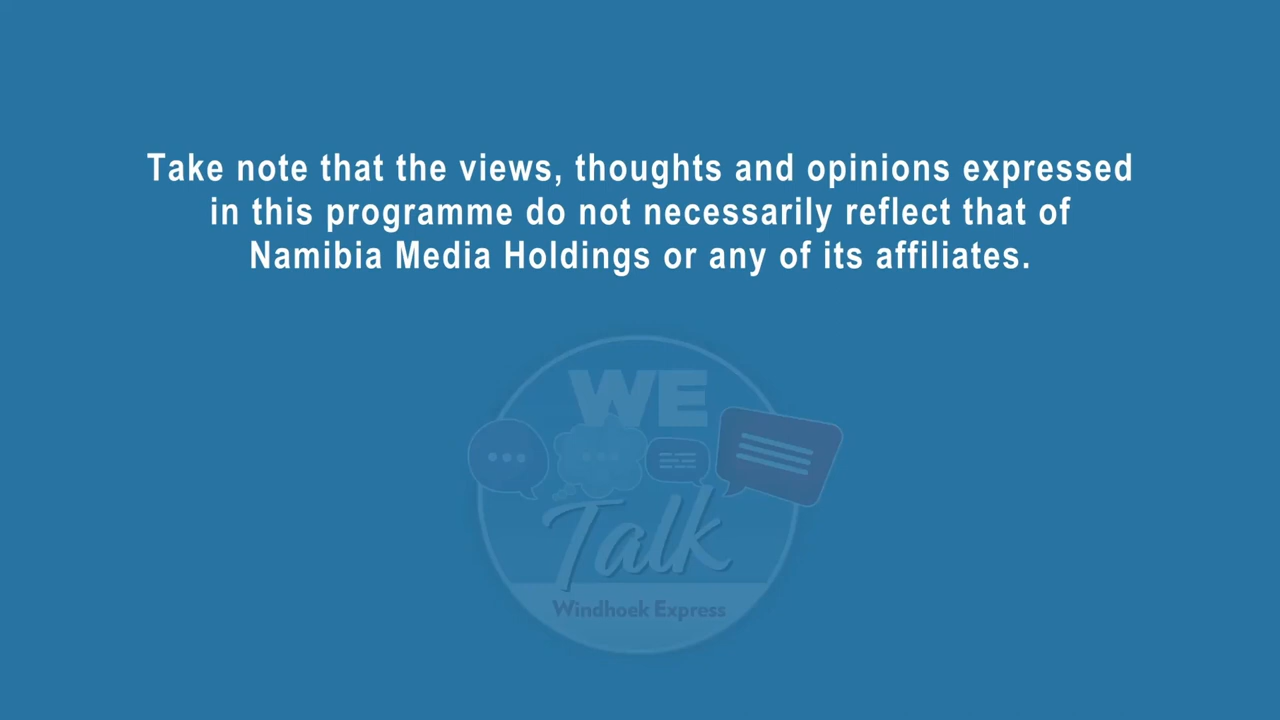 Take note that the views, thoughts and opinions expressed
in this programme do not necessarily reflect that of
Namibia Media Holdings or any of its affiliates.
WE
Talk
Windhoek Express